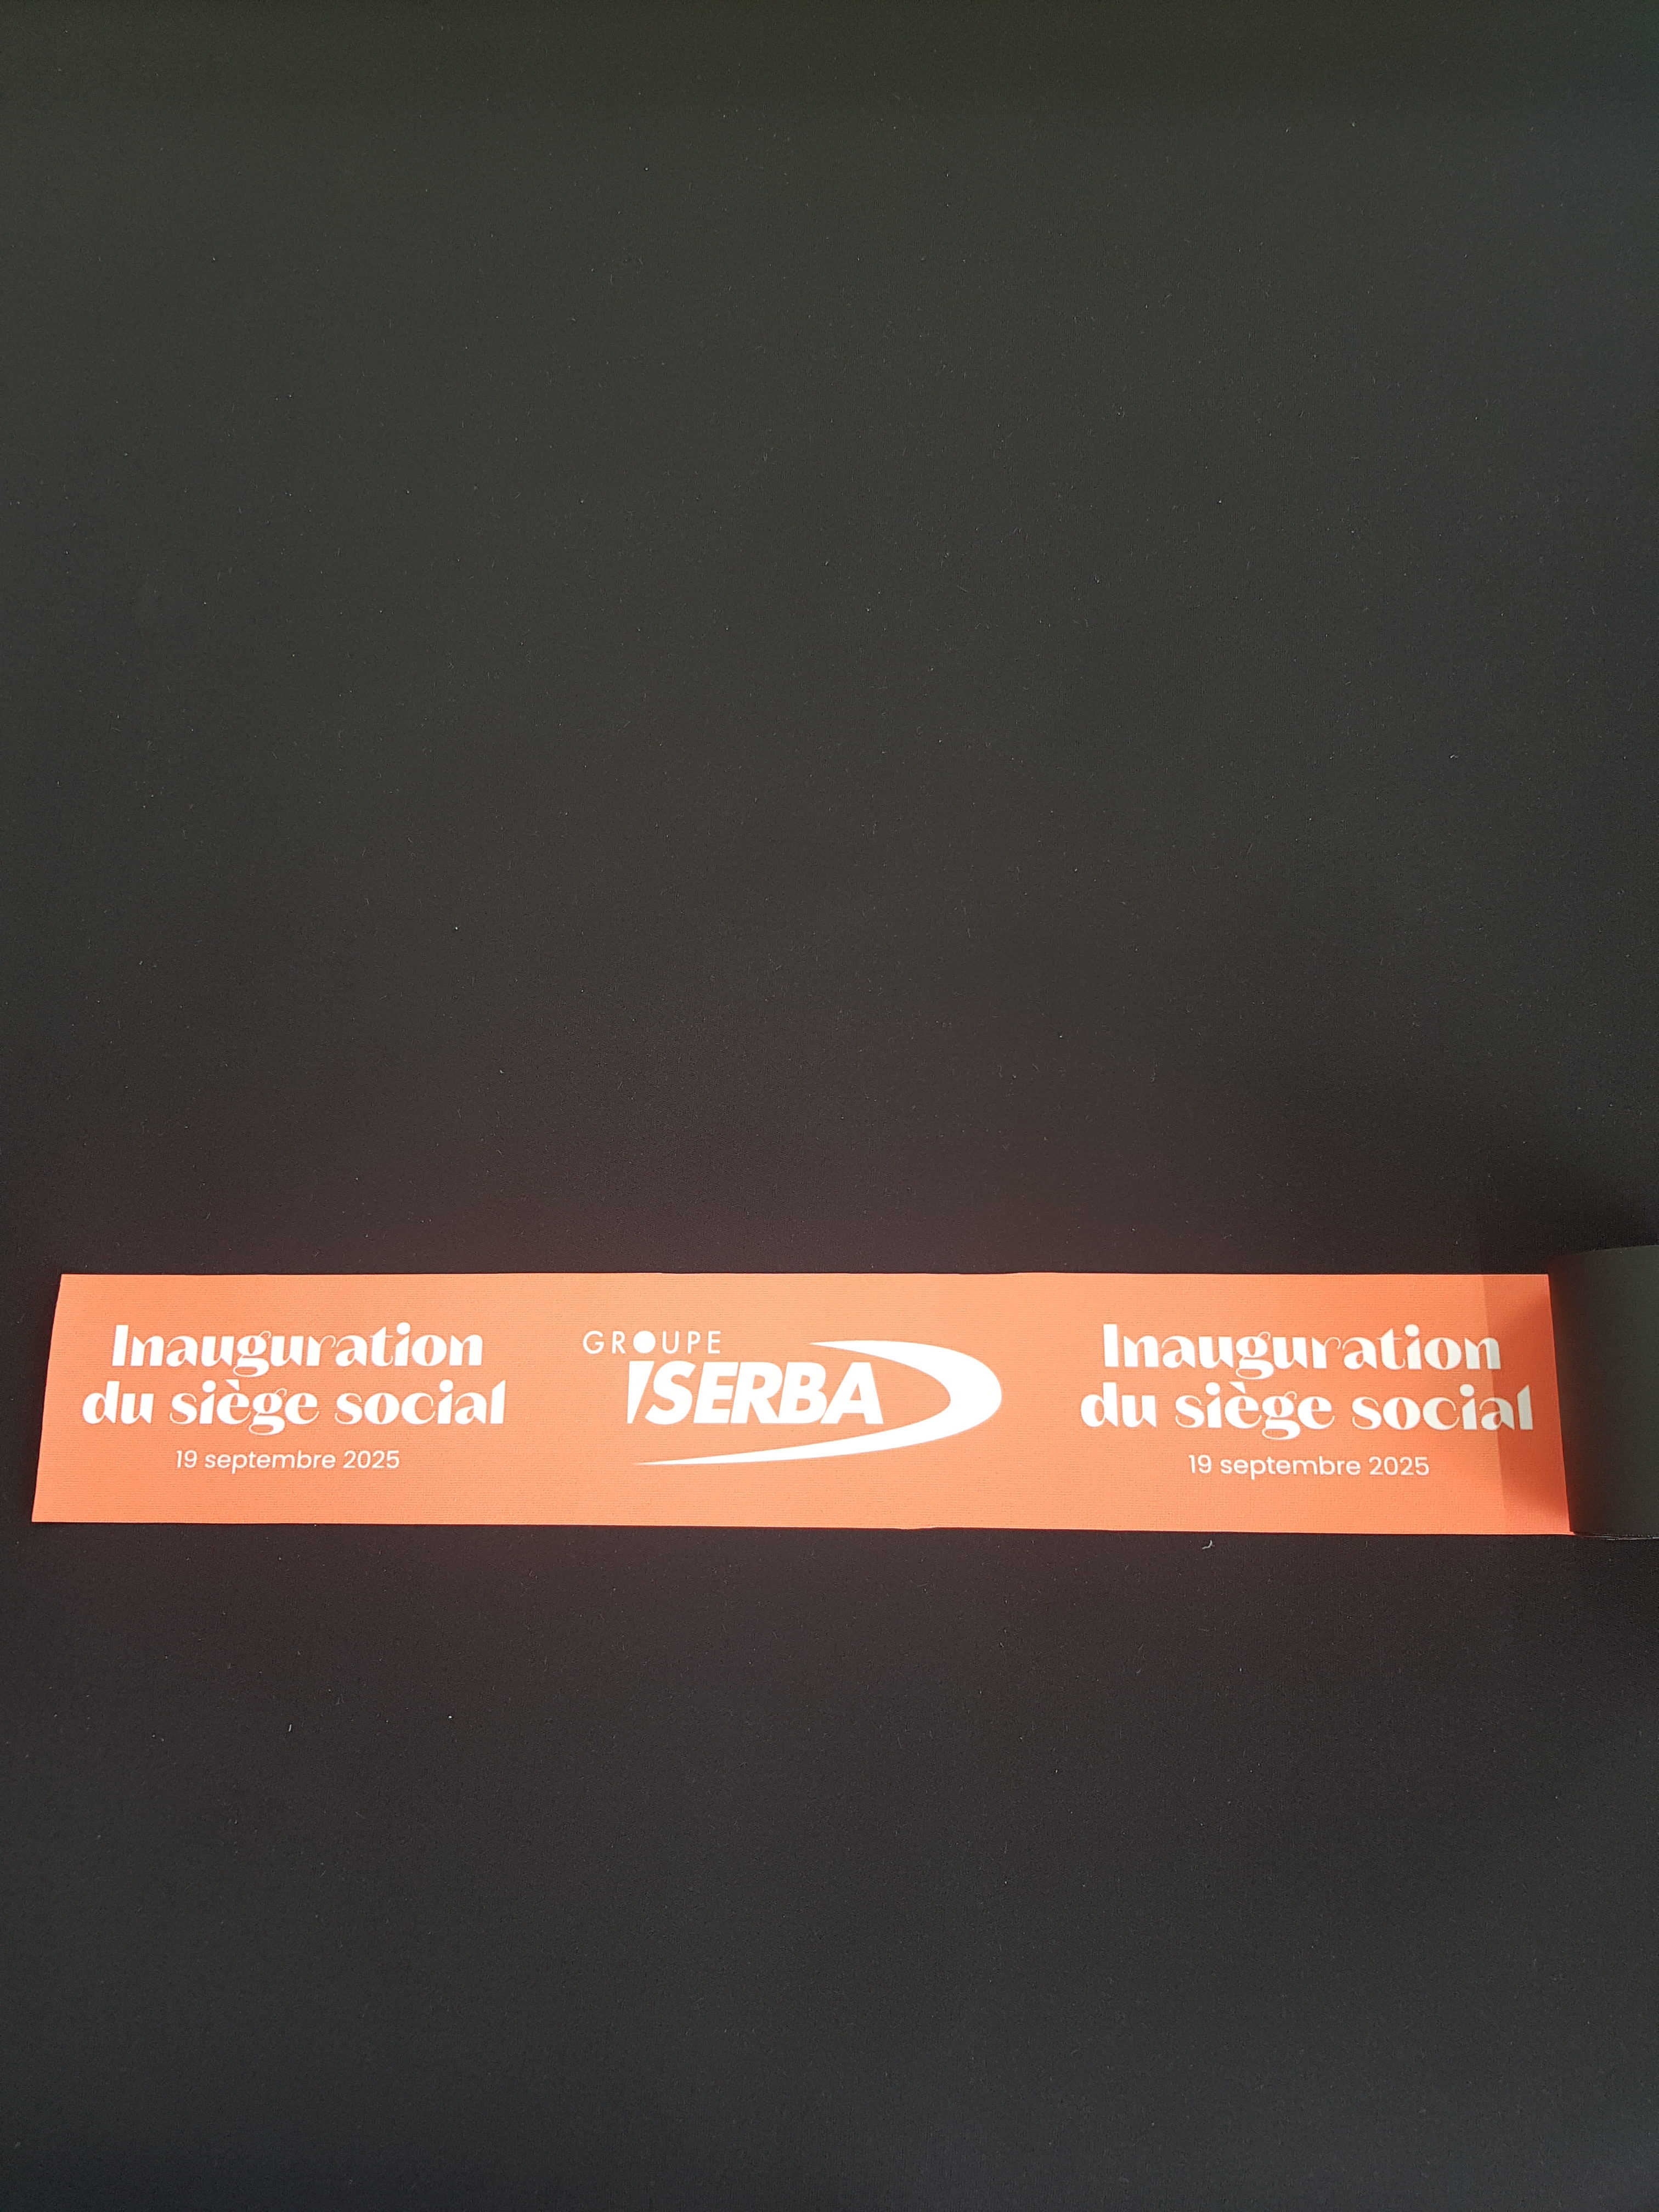 Inauguration
du siège social
19 septembre 2025
GROUPE
ISERBA
Inauguration
du siège social
19 septembre 2025